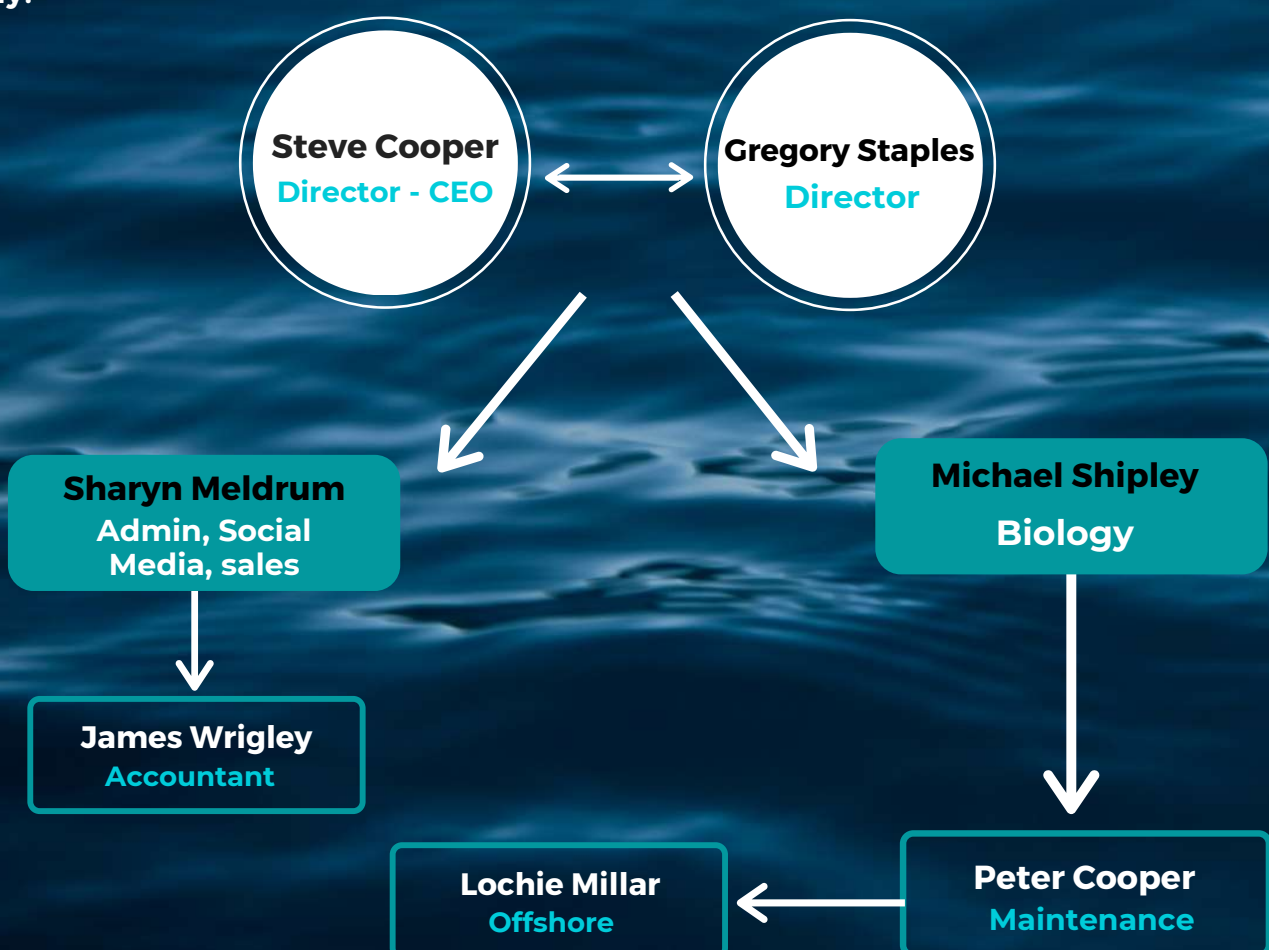 Steve Cooper
Director - CEO
Gregory Staples
Director
Sharyn Meldrum
Admin, Social
Media, sales
Michael Shipley
Biology
James Wrigley
Accountant
Lochie Millar
Offshore
Peter Cooper
Maintenance